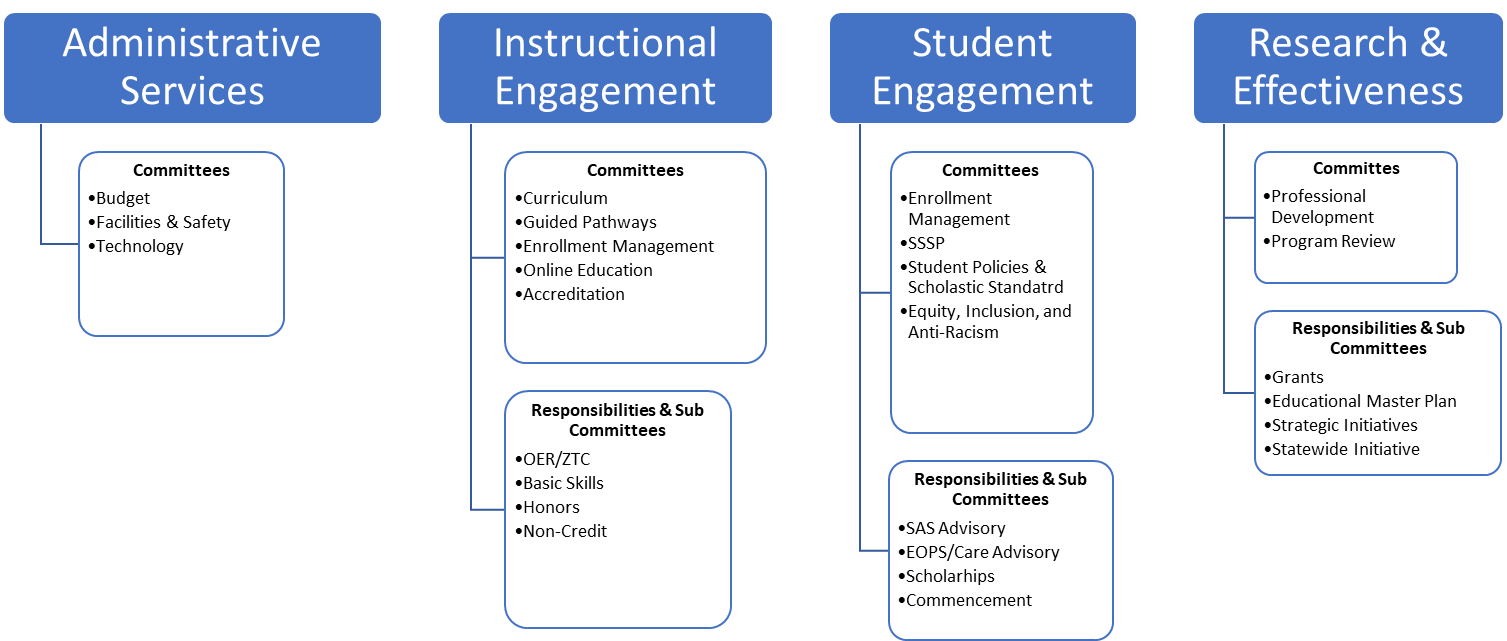 Administrative
Services
Committees
•Budget
•Facilities & Safety
•Technology
Instructional
Engagement
Committees
•Curriculum
•Guided Pathways
•Enrollment Management
•Online Education
•Accreditation
Responsibilities & Sub
Committees
•OER/ZTC
•Basic Skills
•Honors
•Non-Credit
Student
Engagement
Committees
•Enrollment
Management
•SSSP
•Student Policies &
Scholastic Standatrd
•Equity, Inclusion, and
Anti-Racism
Responsibilities & Sub
Committees
•SAS Advisory
•EOPS/Care Advisory
•Scholarhips
•Commencement
Research &
Effectiveness
Committes
•Professional
Development
•Program Review
Responsibilities & Sub
Committees
•Grants
•Educational Master Plan
•Strategic Initiatives
•Statewide Initiative